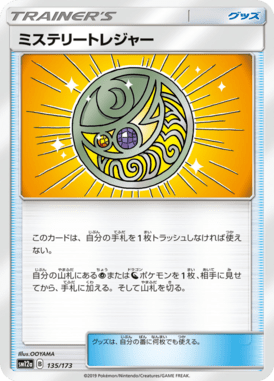 TRAINER'S
グッズ
ミステリートレジャー
このカードは、自分の手札を1枚トラッシュしなければ使え
ない。
自分の山札にあるまたはポケモンを1枚、相手に見せ
てから、手札に加える。そして山札を切る。
Illus.OOYAMA
SM12a 135/173
グッズは、自分の番に何枚でも使える。
©2019 Pokémon/Nintendo/Creatures/GAME FREAK.